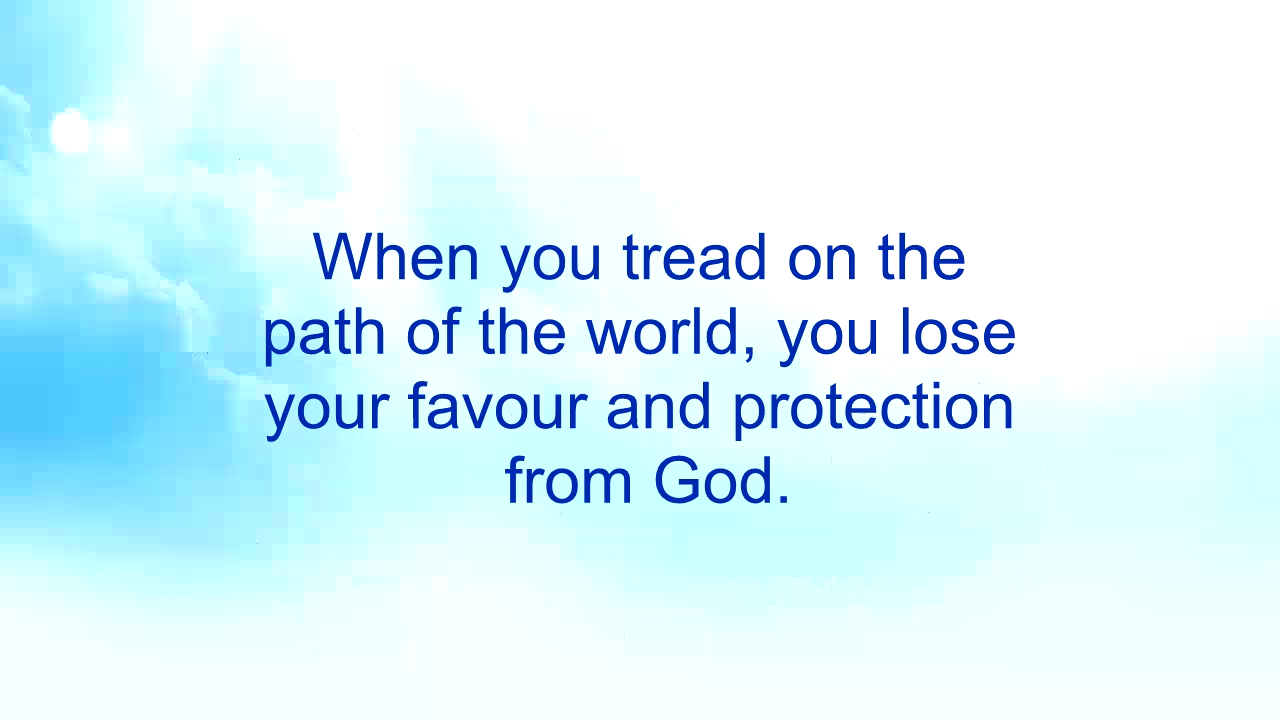 When you tread on the
path of the world, you lose
your favour and protection
from God.